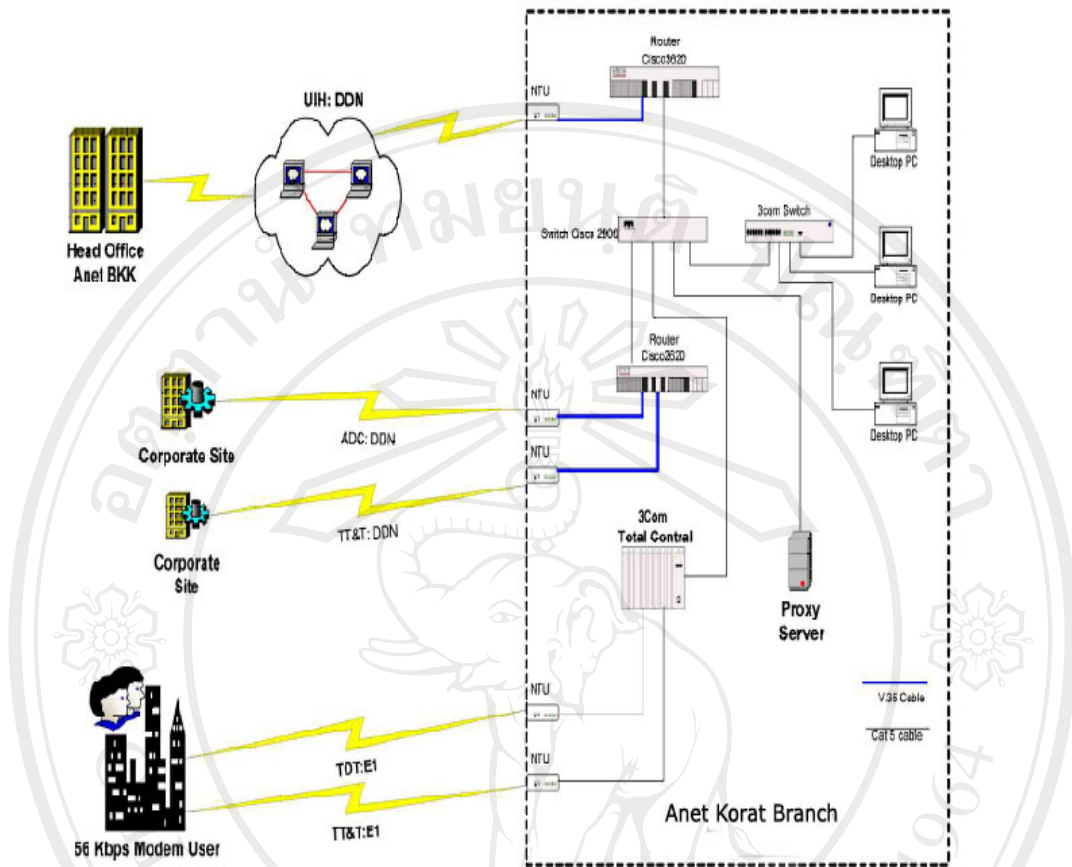 Router
Cisco3620
NTU
UIH: DDN
Desktop PC
3com Switch
Switch Cisco 2900
Head Office
Anet BKK
Desktop PC
Router
Cisco2620
NTU
ADC: DDN
Corporate Site
Desktop PC
NTU
TT&T: DDN
3Com
Total Contral
Corporate
Site
Proxy
Server
NTU
V.35 Cable
TOT:E1
NTU
Cat 5 cable
TT&T:E1
Anet Korat Branch
56 Kbps Modem User
1964